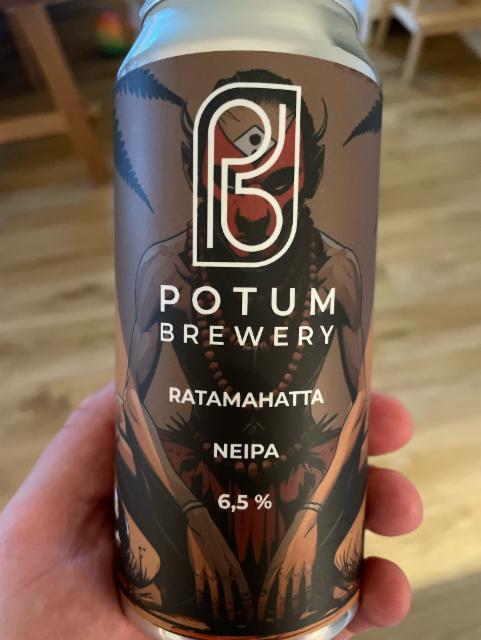 POTUM
BREWERY
RATAMAHATTA
NEIPA
6,5 %